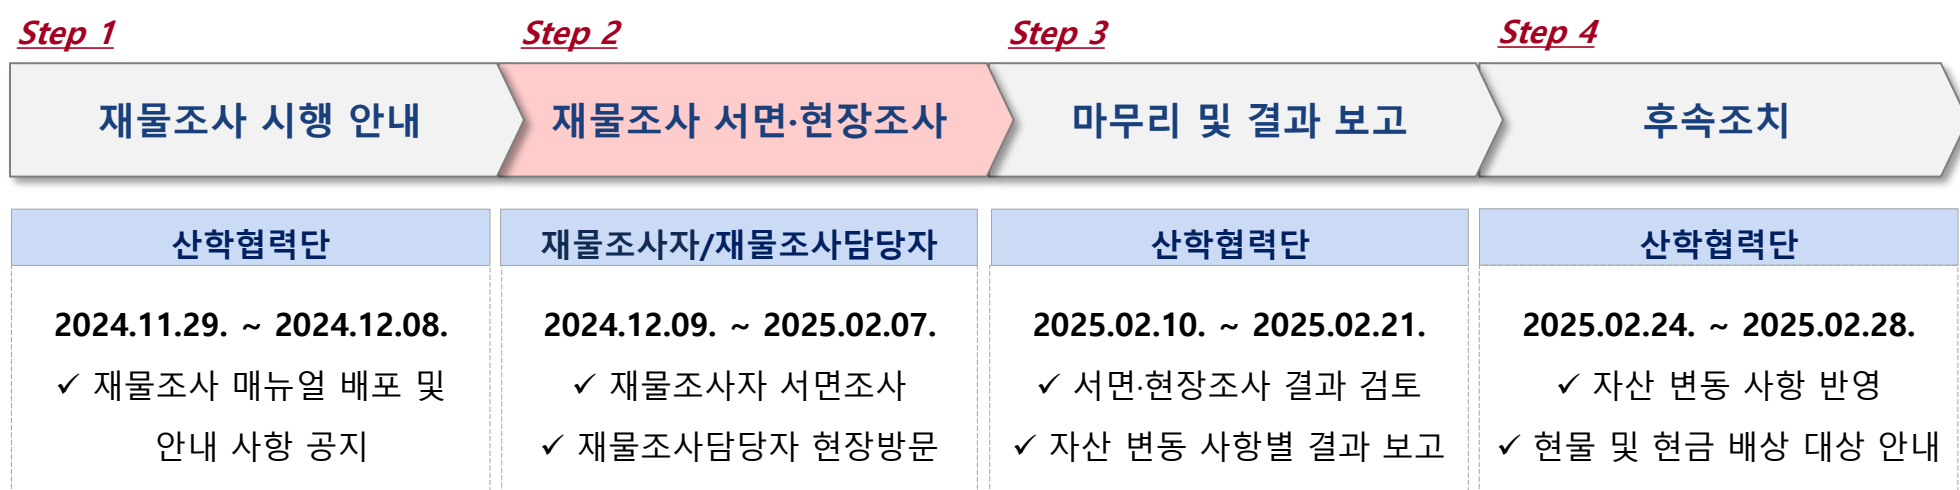 Step 1
재물조사 시행 안내
산학협력단
2024.11.29. ~ 2024.12.08.
✓ 재물조사 매뉴얼 배포 및
안내 사항 공지
Step 2
재물조사 서면·현장조사
재물조사자/재물조사담당자
2024.12.09. ~ 2025.02.07.
✓ 재물조사자 서면조사
✓ 재물조사담당자 현장방문
Step 3
마무리 및 결과 보고
산학협력단
2025.02.10. ~ 2025.02.21.
✓ 서면·현장조사 결과 검토
✓ 자산 변동 사항별 결과 보고
Step 4
후속조치
산학협력단
2025.02.24. ~ 2025.02.28.
✓ 자산 변동 사항 반영
✓ 현물 및 현금 배상 대상 안내